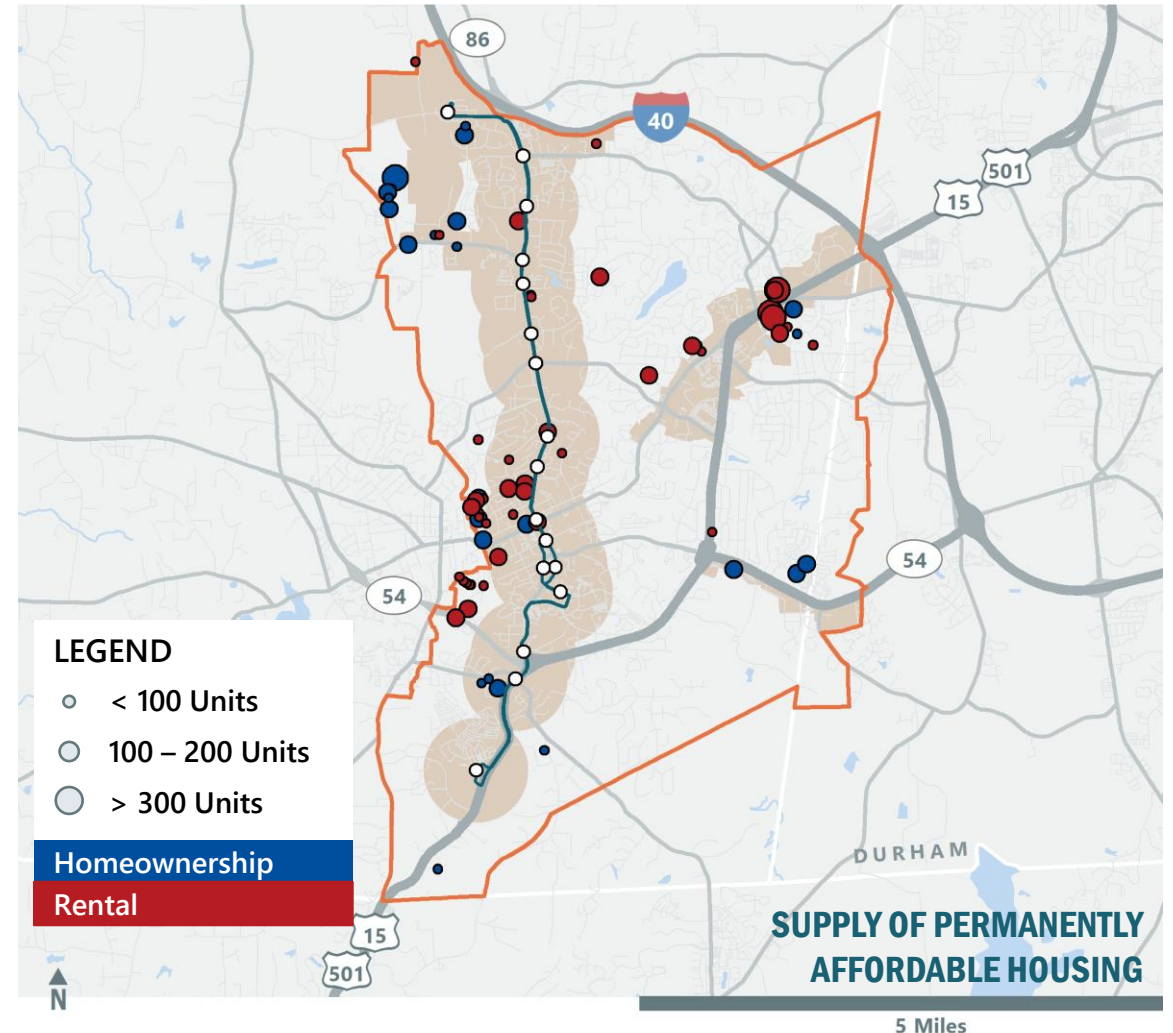 86
40
501
15
54
54
LEGEND
< 100 Units
100 – 200 Units
> 300 Units
Homeownership
Rental
DURHAM
15
501
SUPPLY OF PERMANENTLY
AFFORDABLE HOUSING
N
5 Miles